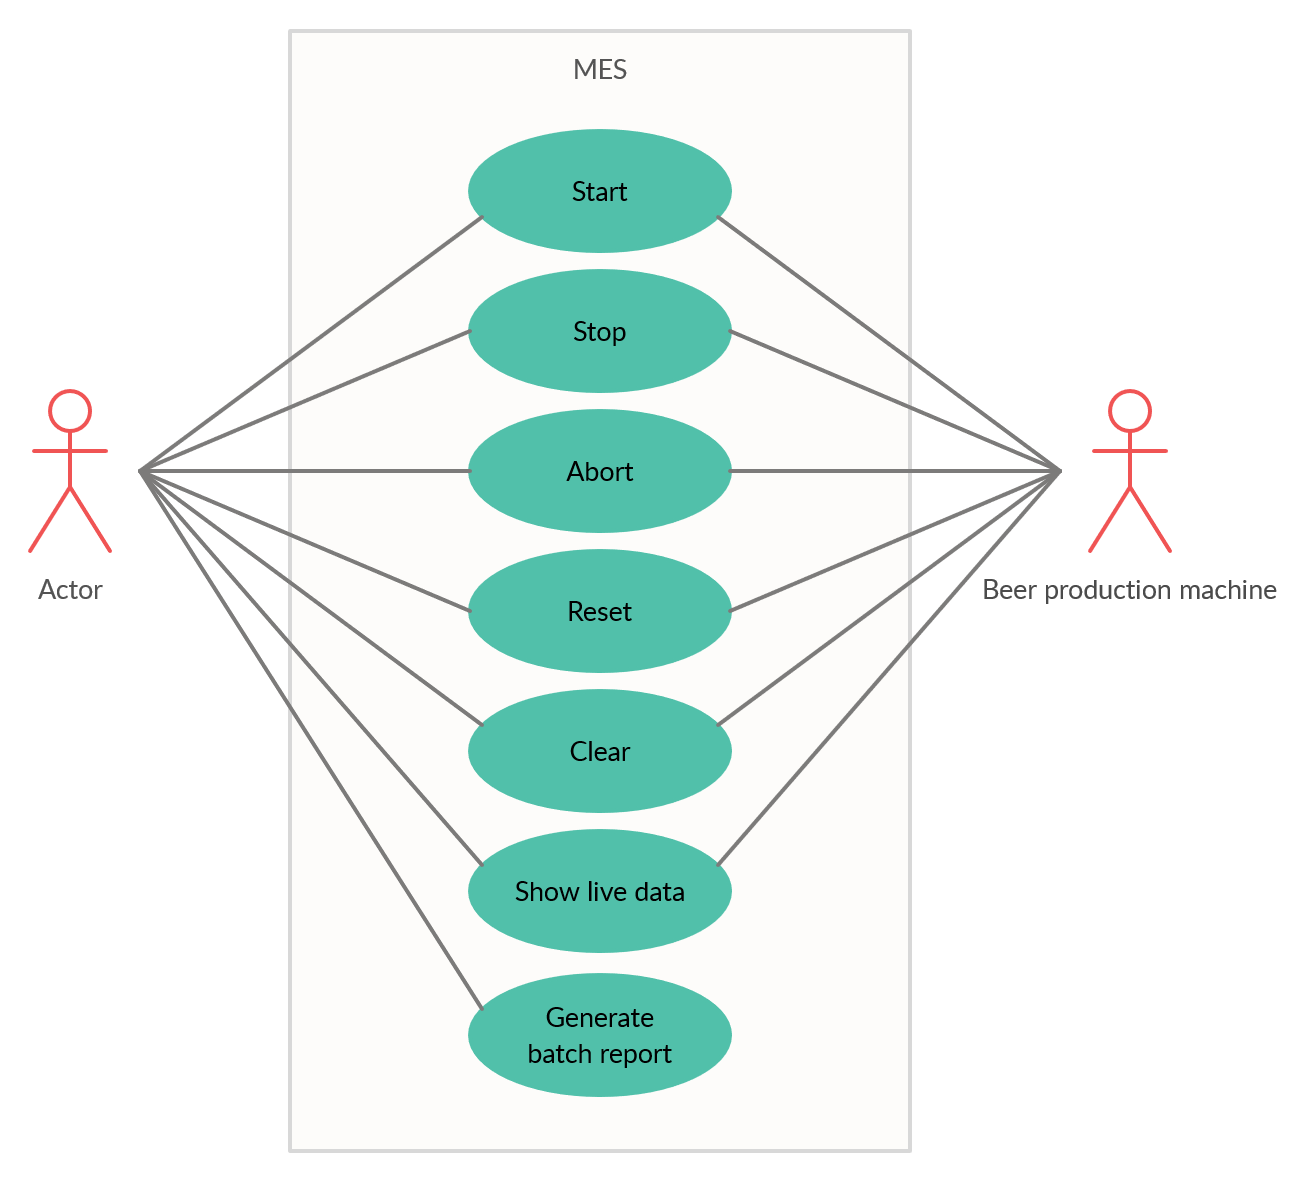 MES
Start
Stop
Abort
Reset
Clear
Show live data
Generate
batch report
Actor
Beer production machine